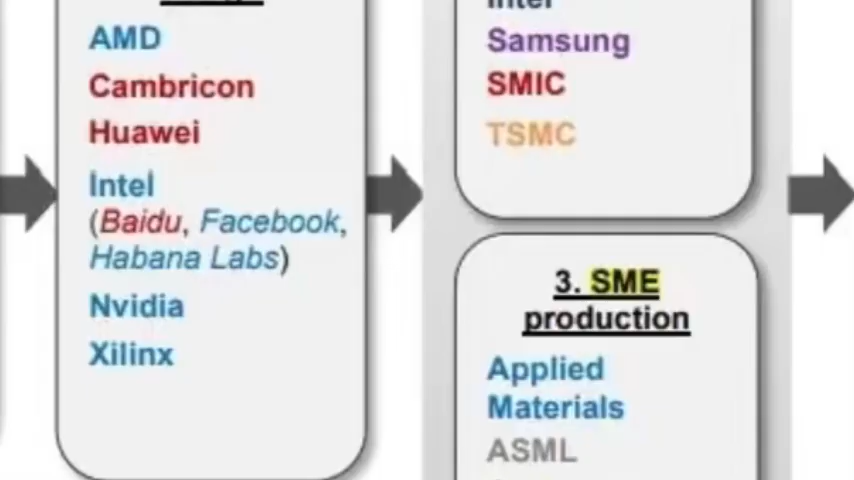 AMD
Cambricon
Huawei
Intel
(Baidu, Facebook,
Habana Labs)
Nvidia
Xilinx
Intel
Samsung
SMIC
TSMC
3. SME
production
Applied
Materials
ASML